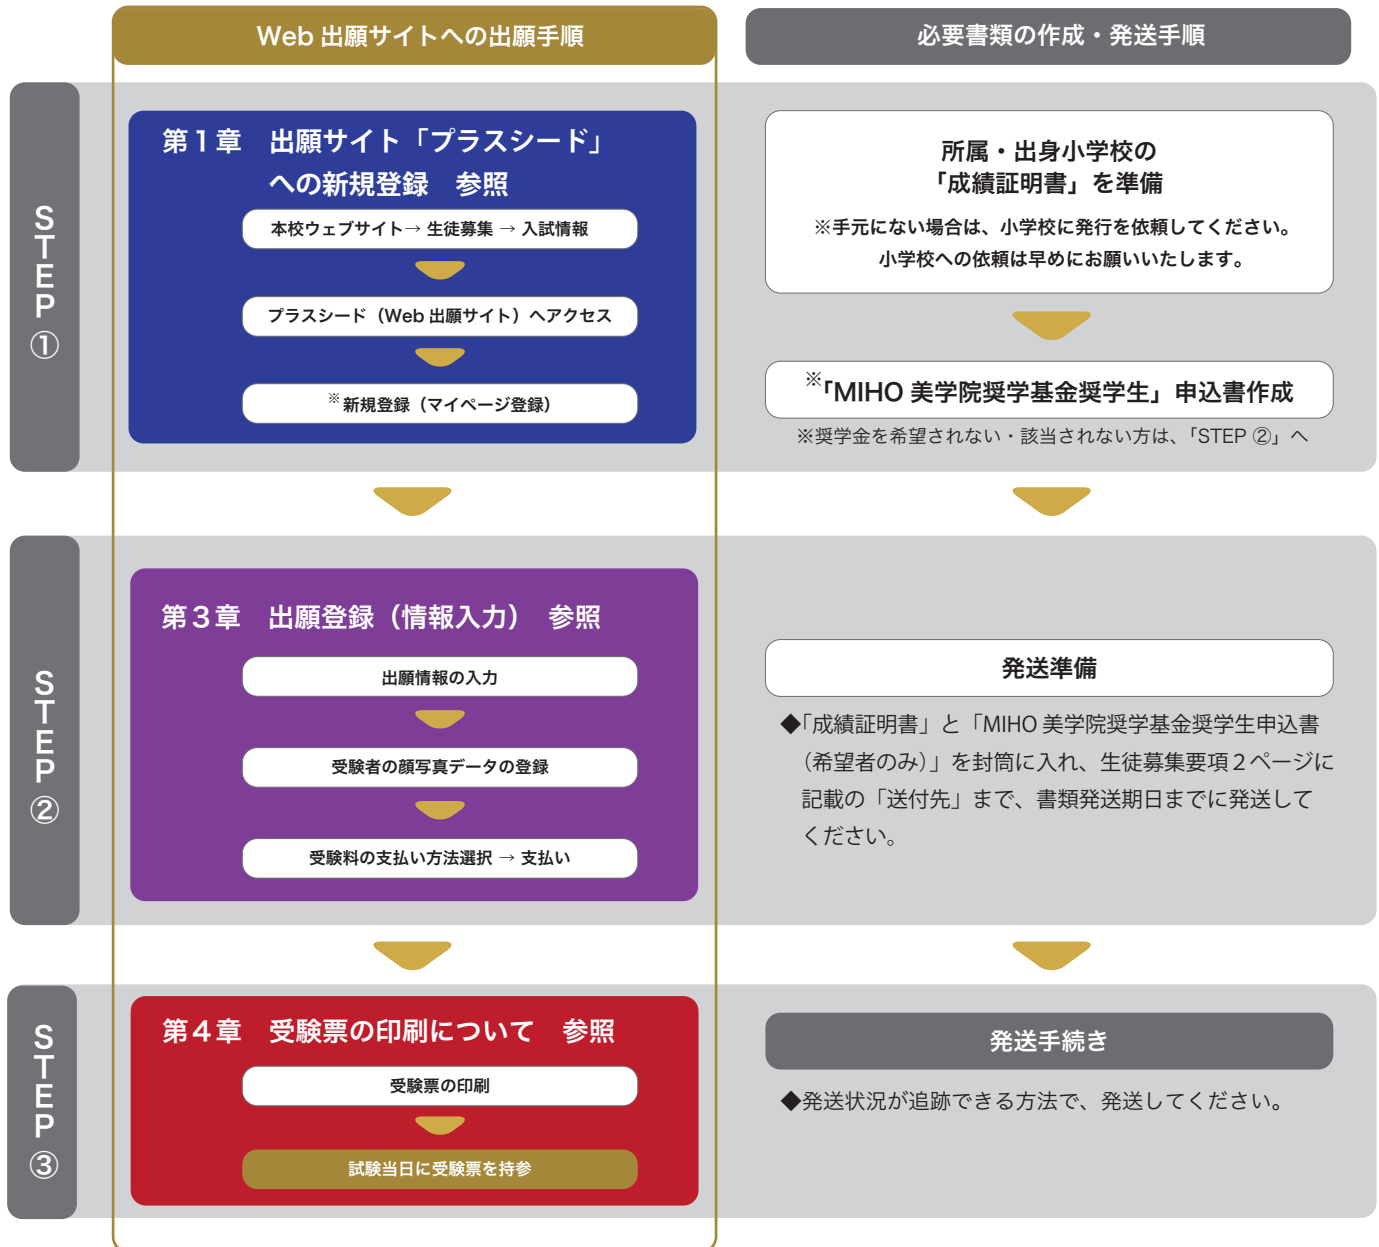 Web 出願サイトへの出願手順
必要書類の作成・発送手順
STEP①
第１章　出願サイト「プラスシード」
への新規登録　参照
本校ウェブサイト→ 生徒募集 → 入試情報
プラスシード（Web 出願サイト）へアクセス
※新規登録（マイページ登録）
所属・出身小学校の
「成績証明書」を準備
※手元にない場合は、小学校に発行を依頼してください。
小学校への依頼は早めにお願いいたします。
※「MIHO 美学院奨学基金奨学生」申込書作成
※奨学金を希望されない・該当されない方は、「STEP ②」へ
STEP②
第３章　出願登録（情報入力）　参照
出願情報の入力
受験者の顔写真データの登録
受験料の支払い方法選択 → 支払い
発送準備
◆「成績証明書」と「MIHO 美学院奨学基金奨学生申込書
（希望者のみ）」を封筒に入れ、生徒募集要項２ページに
記載の「送付先」まで、書類発送期日までに発送して
ください。
STEP③
第４章　受験票の印刷について　参照
受験票の印刷
試験当日に受験票を持参
発送手続き
◆発送状況が追跡できる方法で、発送してください。